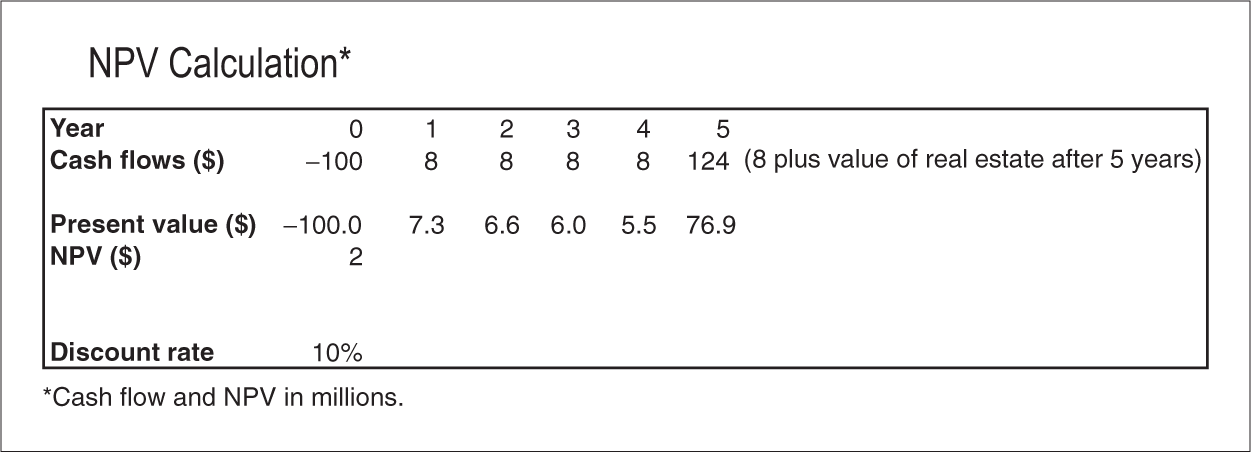 NPV Calculation*
Year 0 1 2 3 4 5
Cash flows ($) –100 8 8 8 8 124 (8 plus value of real estate after 5 years)
Present value ($) –100.0 7.3 6.6 6.0 5.5 76.9
NPV ($) 2
Discount rate 10%
*Cash flow and NPV in millions.